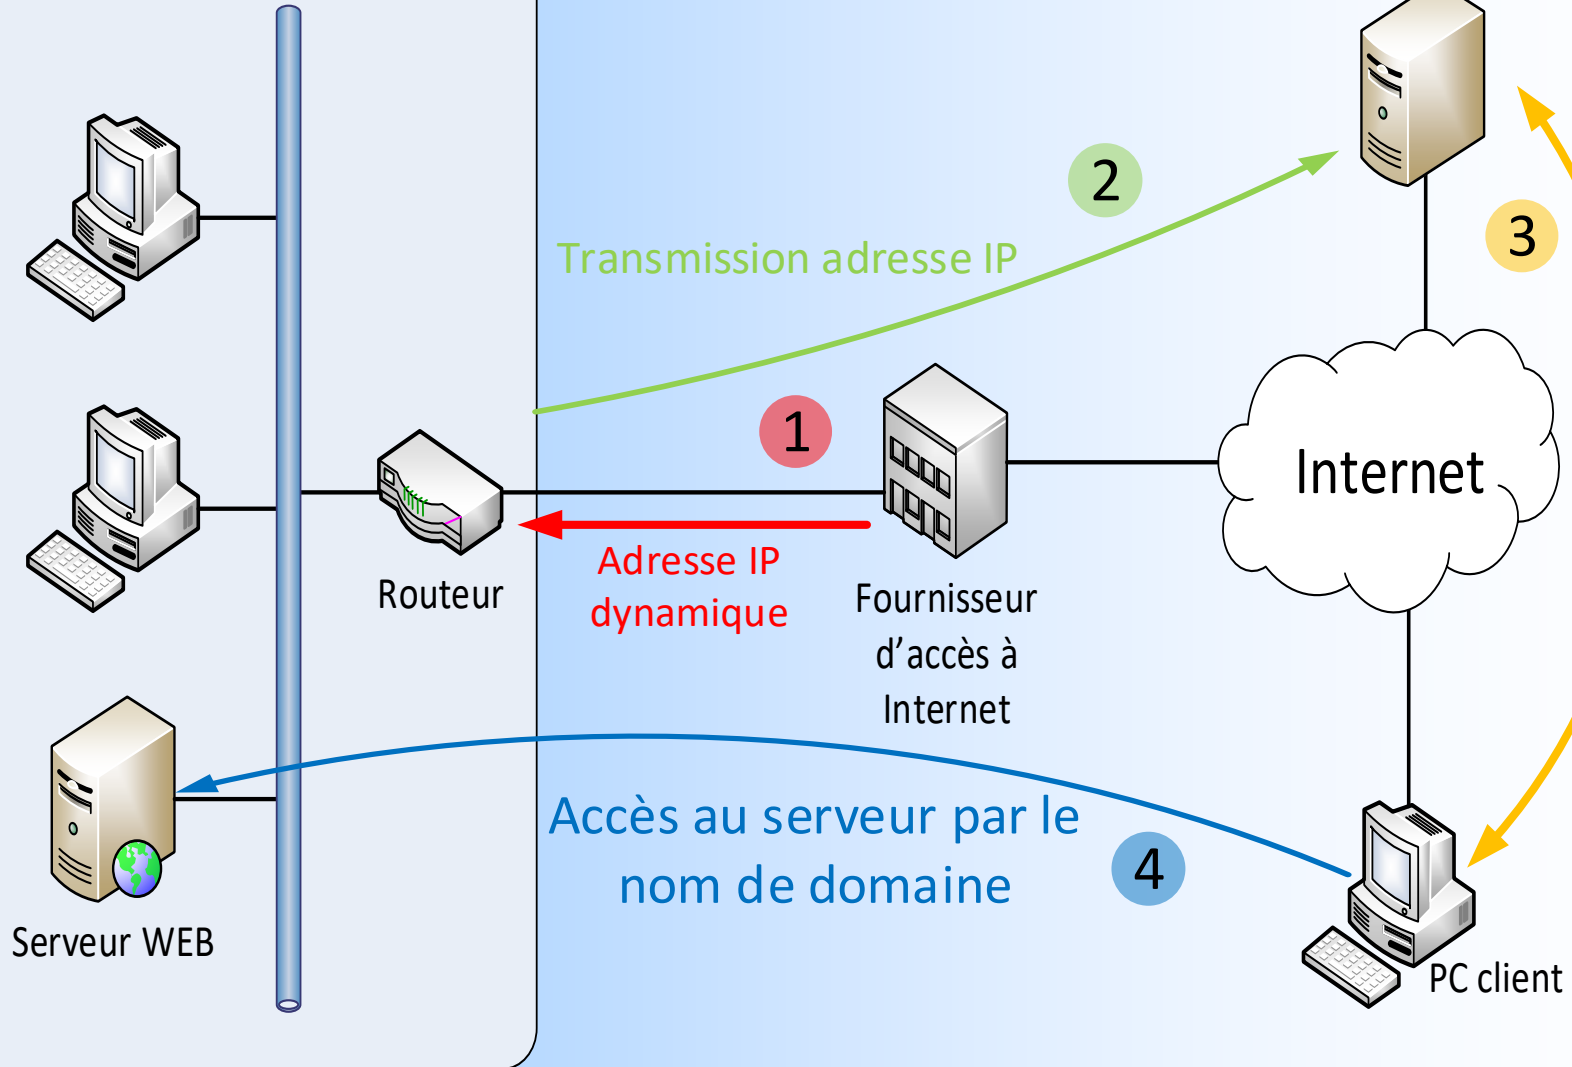 2
3
Transmission adresse IP
1
Internet
Adresse IP
dynamique
Routeur
Fournisseur
d’accès à
Internet
Accès au serveur par le
nom de domaine
4
Serveur WEB
PC client